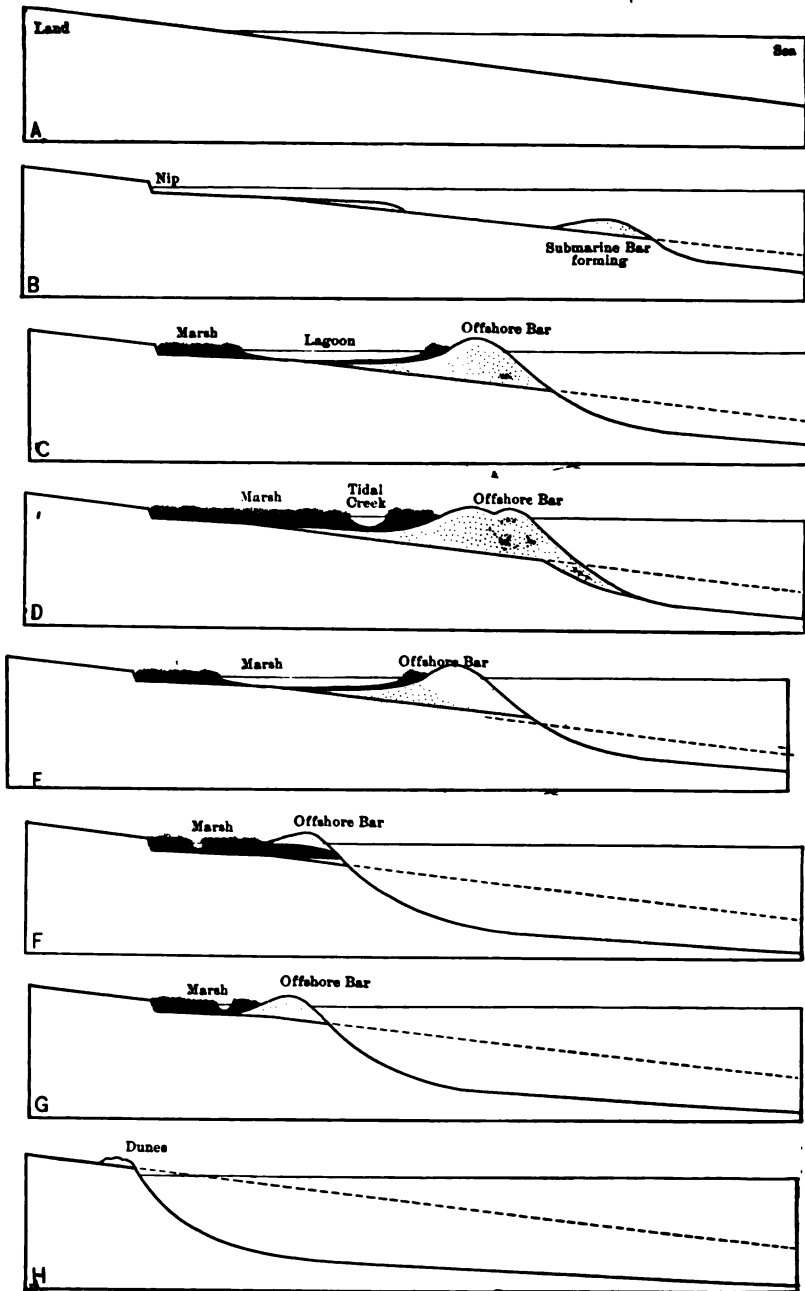 Land
Sea
A
Nip
Submarine Bar
forming
B
Marsh
Lagoon
Offshore Bar
C
Marsh
Tidal
Creek
Offshore Bar
D
Marsh
Offshore Bar
E
Marsh
Offshore Bar
F
Marsh
Offshore Bar
G
Dunes
H